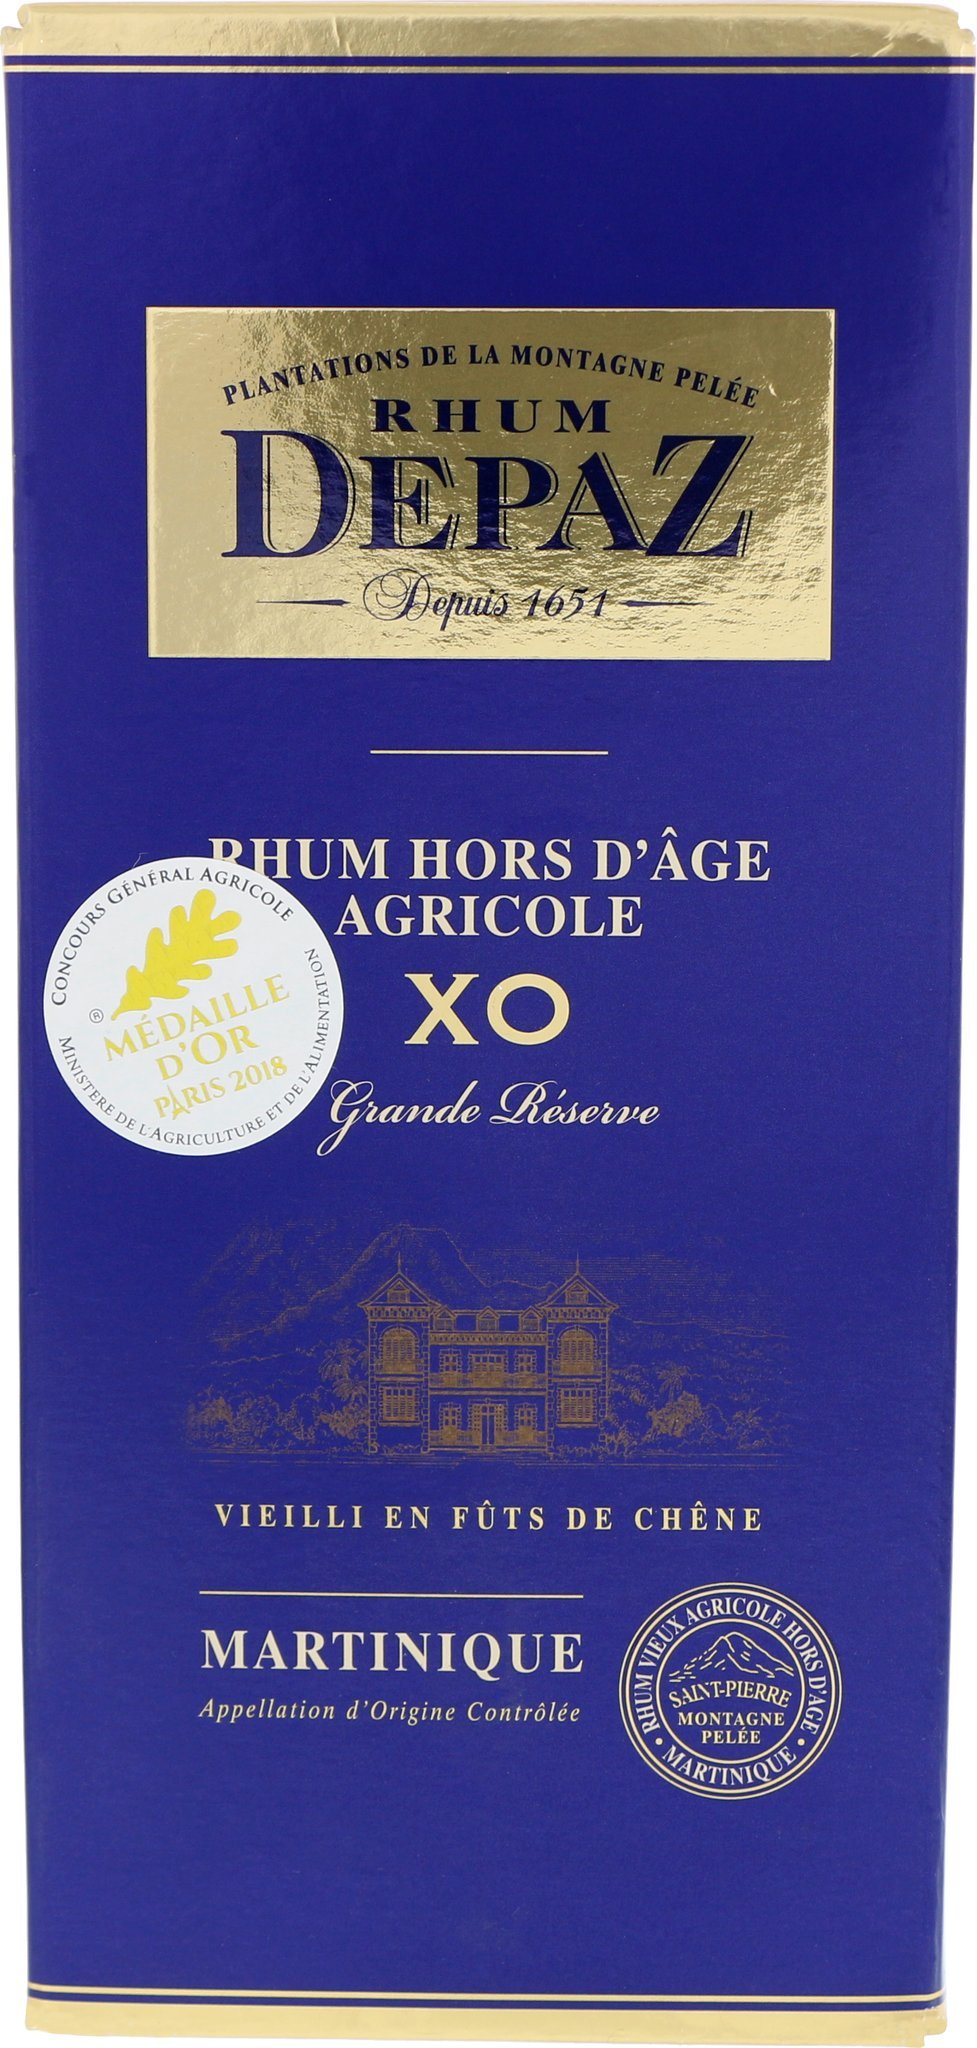 PLANTATIONS DE LA MONTAGNE PELÉE
RHUM
DEPAZ
Depuis 1651
RHUM HORS D'ÂGE
AGRICOLE
XO
Grande Réserve
CONCOURS GÉNÉRAL AGRICOLE
®
MÉDAILLE
D'OR
PARIS 2018
MINISTÈRE DE L'AGRICULTURE ET DE L'ALIMENTATION
VIEILLI EN FÛTS DE CHÊNE
MARTINIQUE
Appellation d'Origine Contrôlée
RHUM VIEUX AGRICOLE HORS D'AGE
SAINT-PIERRE
MONTAGNE
PELÉE
• MARTINIQUE •